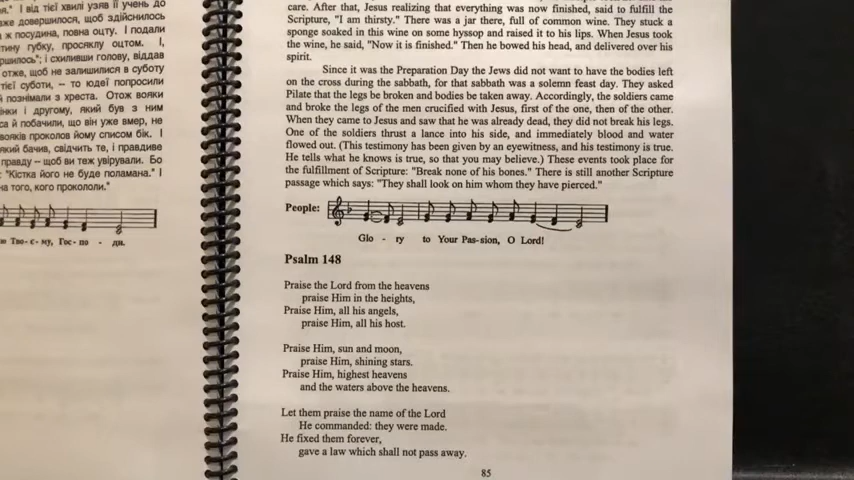 ." І від тієї хвилі узяв її учень до
вже довершилося, щоб здійснилось
ж посудина, повна оцту. І подали
тину губку, просяклу оцтом. І,
ршилось"; і схиливши голову, віддав
отже, щоб не залишилися в суботу
тієї суботи, – то юдеї попросили
й познімали з хреста. Отож вояки
інки і другому, який був з ним
са й побачили, що він уже вмер, не
вояків проколов йому списом бік. І
який бачив, свідчить те, і правдиве
правду – щоб ви теж увірували. Бо
: "Кістка його не буде поламана." І
на того, кого прокололи."
Тво- є- му, Гос- по - ди.
care. After that, Jesus realizing that everything was now finished, said to fulfill the
Scripture, "I am thirsty." There was a jar there, full of common wine. They stuck a
sponge soaked in this wine on some hyssop and raised it to his lips. When Jesus took
the wine, he said, "Now it is finished." Then he bowed his head, and delivered over his
spirit.
Since it was the Preparation Day the Jews did not want to have the bodies left
on the cross during the sabbath, for that sabbath was a solemn feast day. They asked
Pilate that the legs be broken and bodies be taken away. Accordingly, the soldiers came
and broke the legs of the men crucified with Jesus, first of the one, then of the other.
When they came to Jesus and saw that he was already dead, they did not break his legs.
One of the soldiers thrust a lance into his side, and immediately blood and water
flowed out. (This testimony has been given by an eyewitness, and his testimony is true.
He tells what he knows is true, so that you may believe.) These events took place for
the fulfillment of Scripture: "Break none of his bones." There is still another Scripture
passage which says: "They shall look on him whom they have pierced."
People:
Glo - ry to Your Pas-sion, O Lord!
Psalm 148
Praise the Lord from the heavens
praise Him in the heights,
Praise Him, all his angels,
praise Him, all his host.
Praise Him, sun and moon,
praise Him, shining stars.
Praise Him, highest heavens
and the waters above the heavens.
Let them praise the name of the Lord
He commanded: they were made.
He fixed them forever,
gave a law which shall not pass away.
85